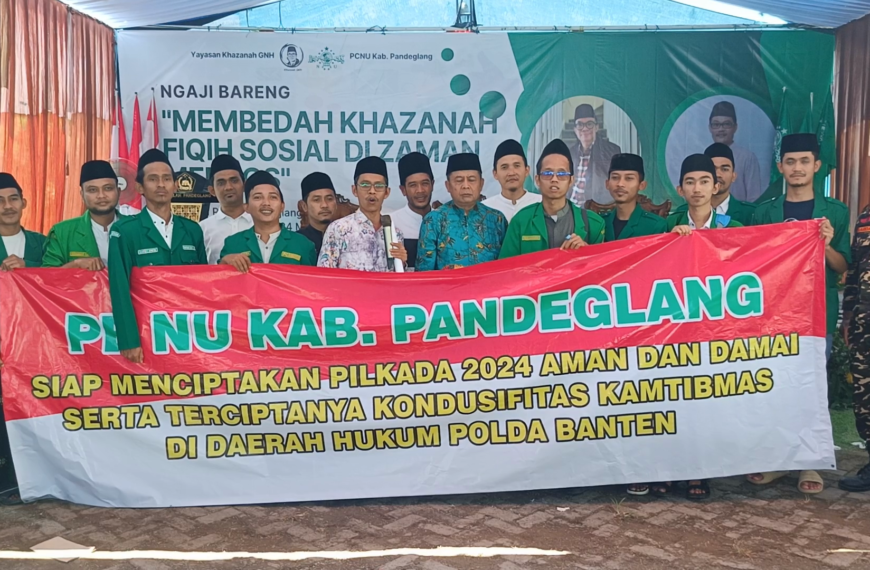 Yayasan Khazanah GNH
PCNU Kab. Pandeglang
NGAJI BARENG
"MEMBEDAH KHAZANAH
FIQIH SOSIAL DI ZAMAN
NU KAB. PANDEGLANG
SIAP MENCIPTAKAN PILKADA 2024 AMAN DAN DAMAI
SERTA TERCIPTANYA KONDUSIFITAS KAMTIBMAS
DI DAERAH HUKUM POLDA BANTEN